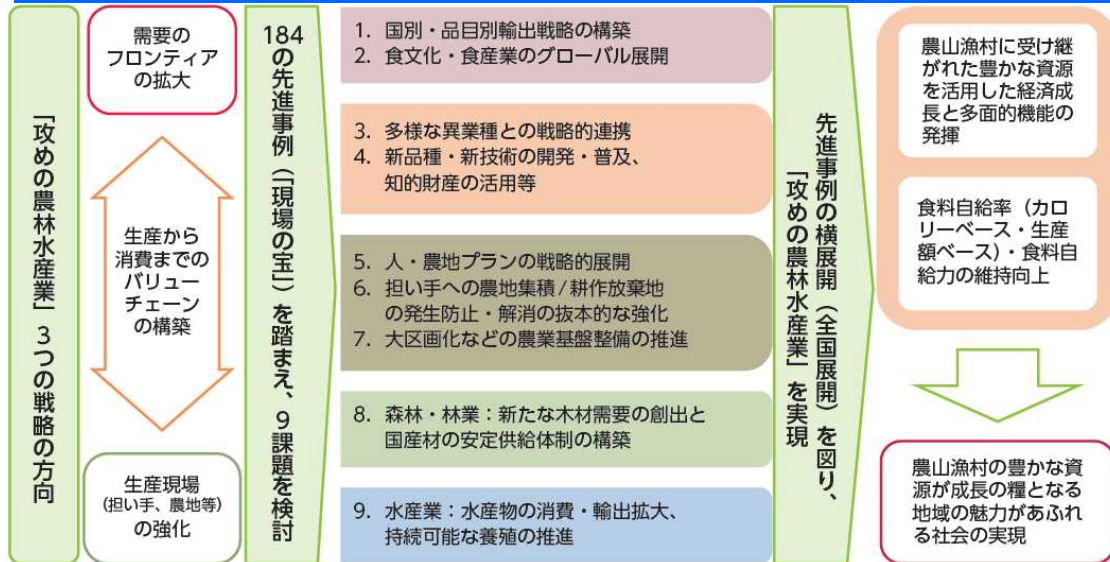 「攻めの農林水産業」3つの戦略の方向
需要の
フロンティア
の拡大
生産から
消費までの
バリュー
チェーン
の構築
生産現場
(担い手、農地等)
の強化
184の先進事例（「現場の宝」）を踏まえ、9課題を検討
1. 国別・品目別輸出戦略の構築
2. 食文化・食産業のグローバル展開
3. 多様な異業種との戦略的連携
4. 新品種・新技術の開発・普及、
知的財産の活用等
5. 人・農地プランの戦略的展開
6. 担い手への農地集積/耕作放棄地
の発生防止・解消の抜本的な強化
7. 大区画化などの農業基盤整備の推進
8. 森林・林業：新たな木材需要の創出と
国産材の安定供給体制の構築
9. 水産業：水産物の消費・輸出拡大、
持続可能な養殖の推進
先進事例の横展開（全国展開）を図り、
「攻めの農林水産業」を実現
農山漁村に受け継
がれた豊かな資源
を活用した経済成
長と多面的機能の
発揮
食料自給率（カロ
リーベース・生産
額ベース）・食料自
給力の維持向上
農山漁村の豊かな資
源が成長の糧となる
地域の魅力があふれ
る社会の実現